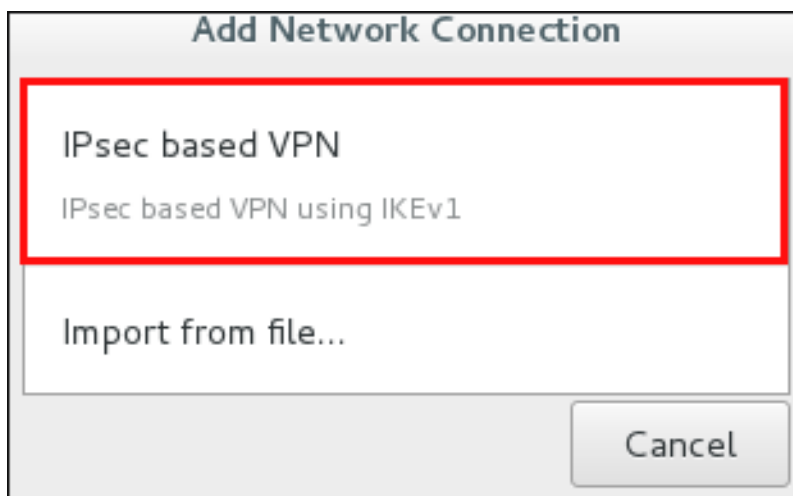 Add Network Connection
IPsec based VPN
IPsec based VPN using IKEv1
Import from file...
Cancel